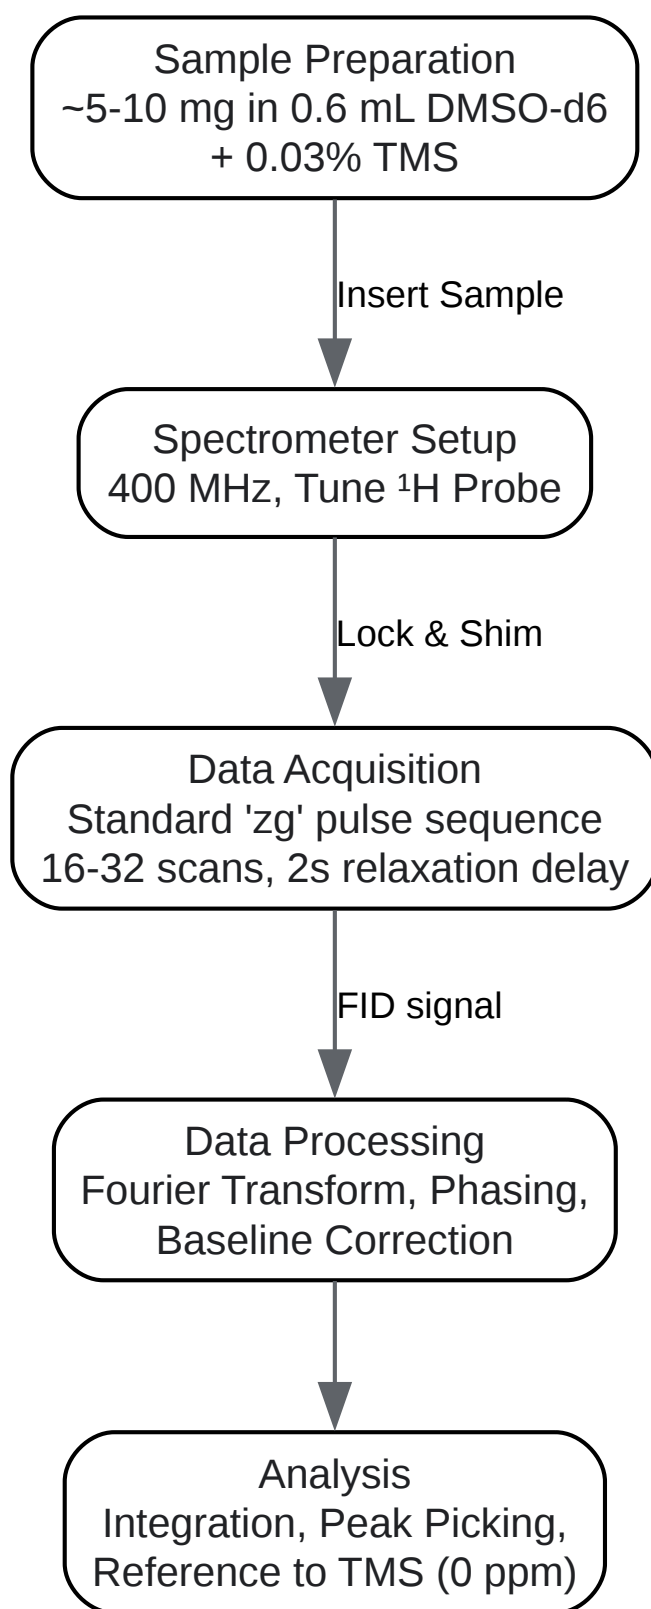 Sample Preparation
~5-10 mg in 0.6 mL DMSO-d6
+ 0.03% TMS
Insert Sample
Spectrometer Setup
400 MHz, Tune ¹H Probe
Lock & Shim
Data Acquisition
Standard 'zg' pulse sequence
16-32 scans, 2s relaxation delay
FID signal
Data Processing
Fourier Transform, Phasing,
Baseline Correction
Analysis
Integration, Peak Picking,
Reference to TMS (0 ppm)